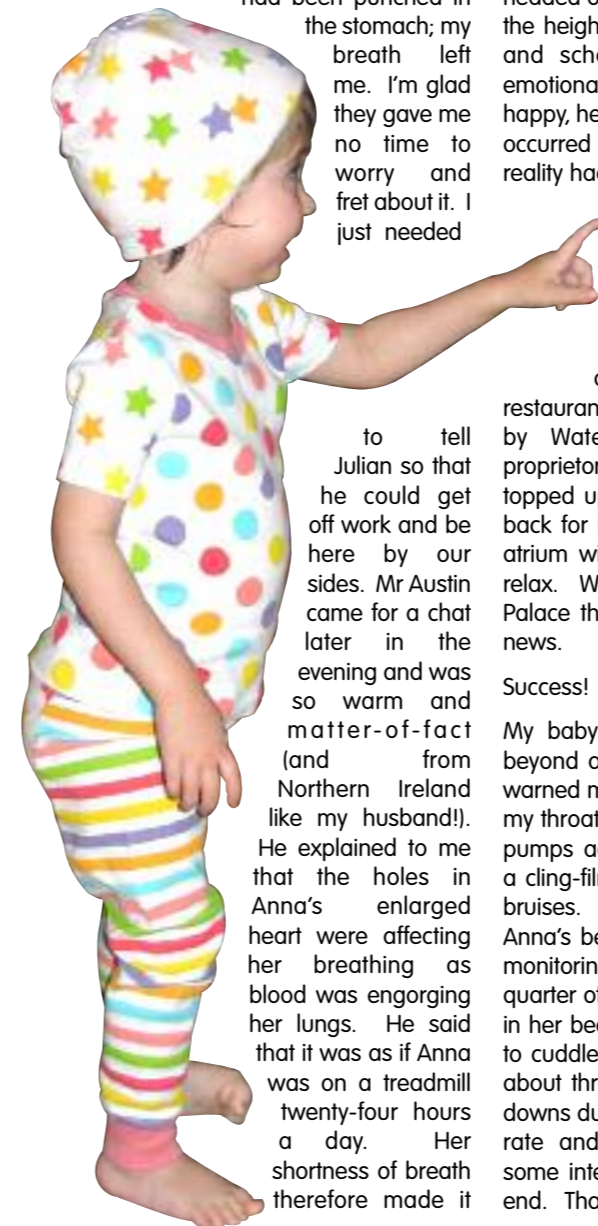 had been punched in
the stomach; my
breath left
me. I'm glad
they gave me
no time to
worry and
fret about it. I
just needed
to tell
Julian so that
he could get
off work and be
here by our
sides. Mr Austin
came for a chat
later in the
evening and was
so warm and
matter-of-fact
(and from
Northern Ireland
like my husband!).
He explained to me
that the holes in
Anna's enlarged
heart were affecting
her breathing as
blood was engorging
her lungs. He said
that it was as if Anna
was on a treadmill
twenty-four hours
a day. Her
shortness of breath
therefore made it
the heigh
and sch
emotiona
happy, he
occurred
reality ha
restauran
by Wate
proprietor
topped u
back for
atrium wi
relax. W
Palace th
news.
Success!
My baby
beyond a
warned m
my throat
pumps a
a cling-fil
bruises.
Anna's be
monitorin
quarter of
in her be
to cuddle
about thr
downs du
rate and
some inte
end. Tha